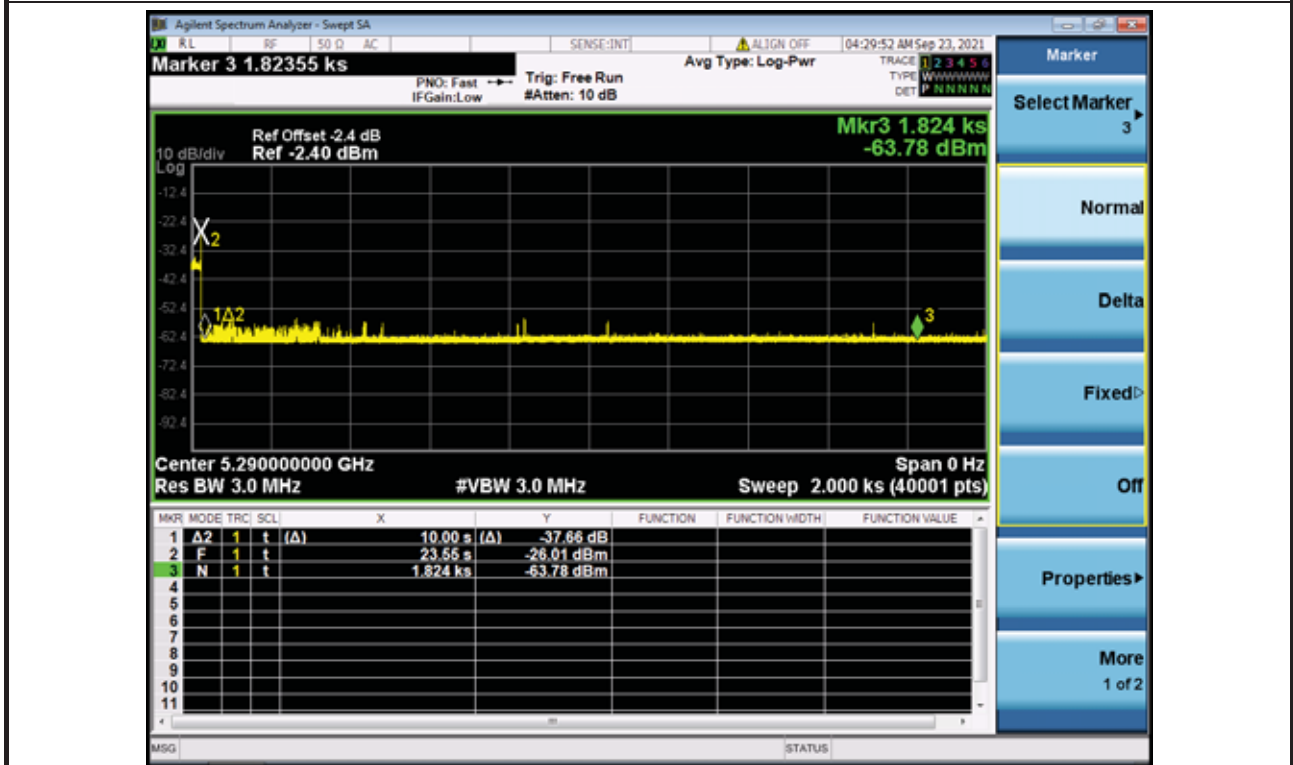 Agilent Spectrum Analyzer - Swept SA
RL RF 50 Ω AC SENSE:INT ALIGN OFF 04:29:52 AM Sep 23, 2021
Marker 3 1.82355 ks
PNO: Fast
IFGain:Low
Trig: Free Run
#Atten: 10 dB
Avg Type: Log-Pwr
TRACE 1 2 3 4 5 6
TYPE WWWWWW
DET P N N N N N
Ref Offset -2.4 dB
10 dB/div Ref -2.40 dBm
Log
Mkr3 1.824 ks
-63.78 dBm
-12.4
-22.4
-32.4
-42.4
-52.4
-62.4
-72.4
-82.4
-92.4
2
1Δ2
3
Center 5.290000000 GHz Span 0 Hz
Res BW 3.0 MHz #VBW 3.0 MHz Sweep 2.000 ks (40001 pts)
MKR MODE TRC SCL X Y FUNCTION FUNCTION WIDTH FUNCTION VALUE
1 Δ2 1 t (Δ) 10.00 s (Δ) -37.66 dB
2 F 1 t 23.55 s -26.01 dBm
3 N 1 t 1.824 ks -63.78 dBm
4
5
6
7
8
9
10
11
MSG STATUS
Marker
Select Marker
3
Normal
Delta
Fixed
Off
Properties
More
1 of 2